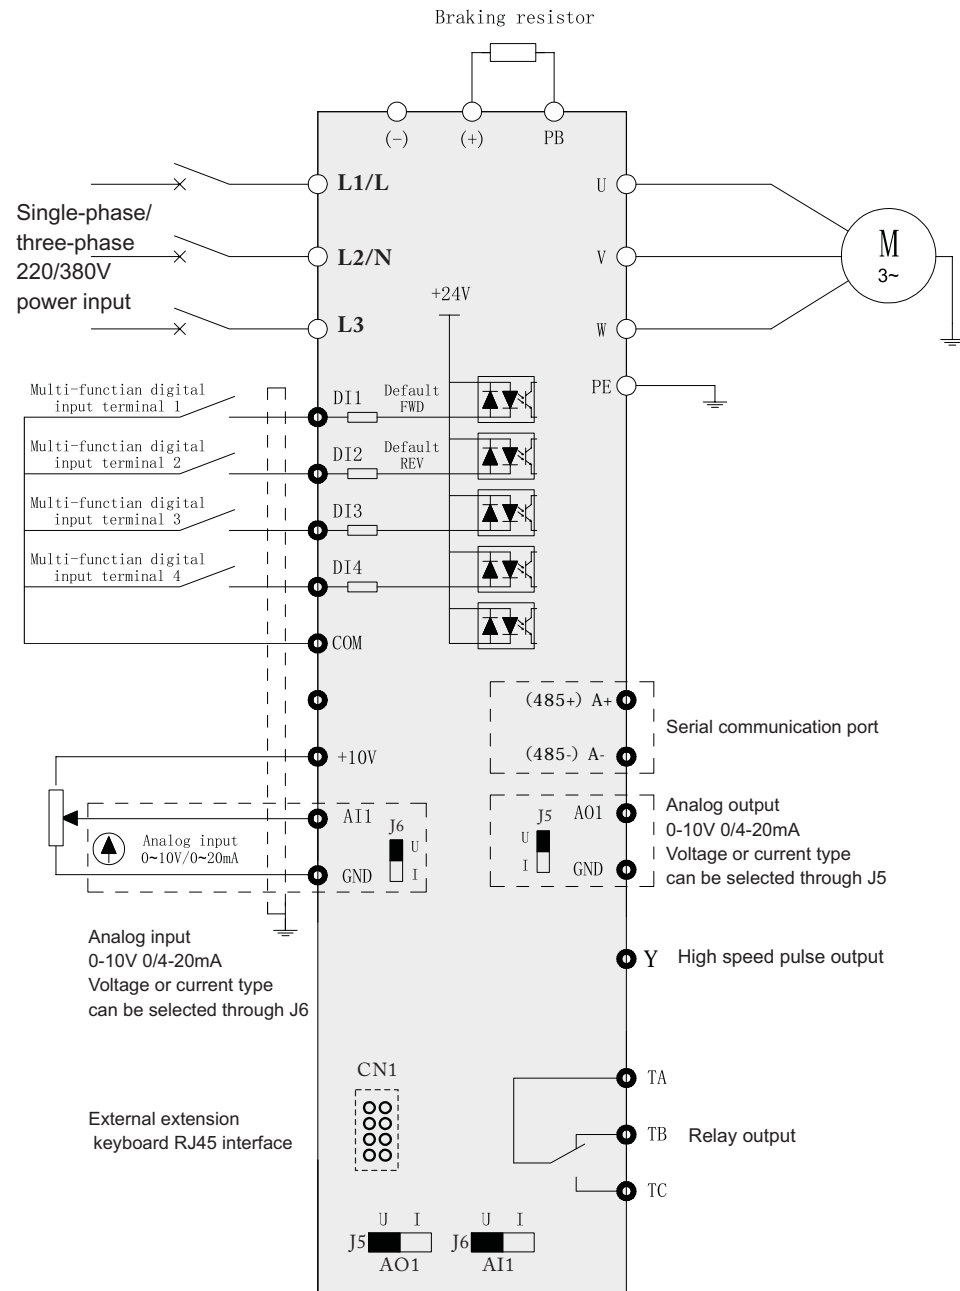 Braking resistor
(-)
(+)
PB
L1/L
U
Single-phase/
three-phase
220/380V
power input
L2/N
V
M
3~
+24V
L3
W
PE
Multi-functian digital
input terminal 1
DI1
Default
FWD
Multi-functian digital
input terminal 2
DI2
Default
REV
Multi-functian digital
input terminal 3
DI3
Multi-functian digital
input terminal 4
DI4
COM
(485+) A+
Serial communication port
(485-) A-
+10V
AI1
J6
U
I
Analog input
0~10V/0~20mA
GND
J5
U
I
AO1
GND
Analog output
0-10V 0/4-20mA
Voltage or current type
can be selected through J5
Analog input
0-10V 0/4-20mA
Voltage or current type
can be selected through J6
Y
High speed pulse output
CN1
TA
External extension
keyboard RJ45 interface
TB
Relay output
TC
U I
J5
AO1
U I
J6
AI1